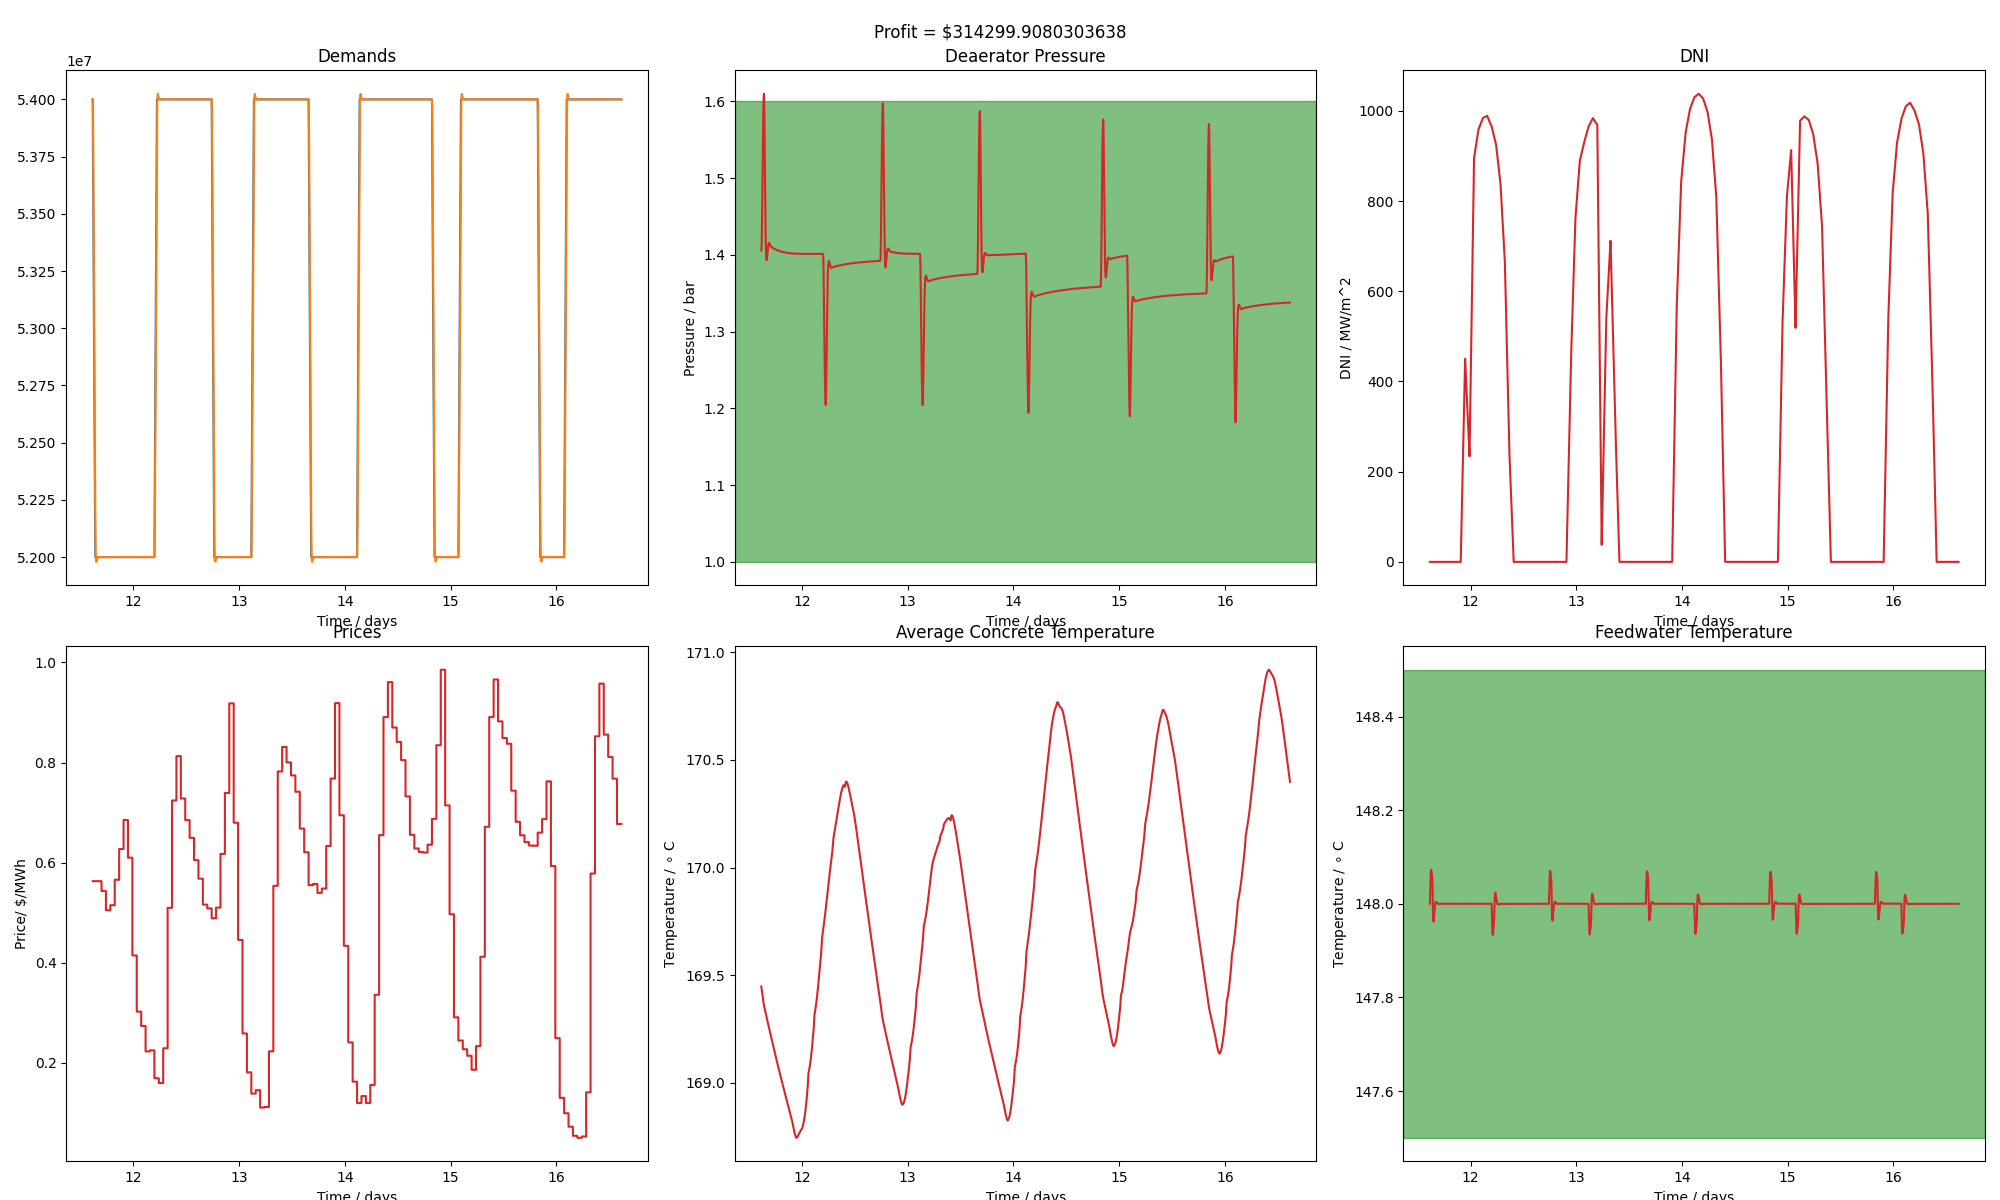 Profit = $314299.9080303638
Demands
1e7
5.400
5.375
5.350
5.325
5.300
5.275
5.250
5.225
5.200
12 13 14 15 16
Time / days
Deaerator Pressure
Pressure / bar
1.6
1.5
1.4
1.3
1.2
1.1
1.0
12 13 14 15 16
Time / days
DNI
DNI / MW/m^2
1000
800
600
400
200
0
12 13 14 15 16
Time / days
Prices
Price/ $/MWh
1.0
0.8
0.6
0.4
0.2
12 13 14 15 16
Time / days
Average Concrete Temperature
Temperature / ∘ C
171.0
170.5
170.0
169.5
169.0
12 13 14 15 16
Time / days
Feedwater Temperature
Temperature / ∘ C
148.4
148.2
148.0
147.8
147.6
12 13 14 15 16
Time / days